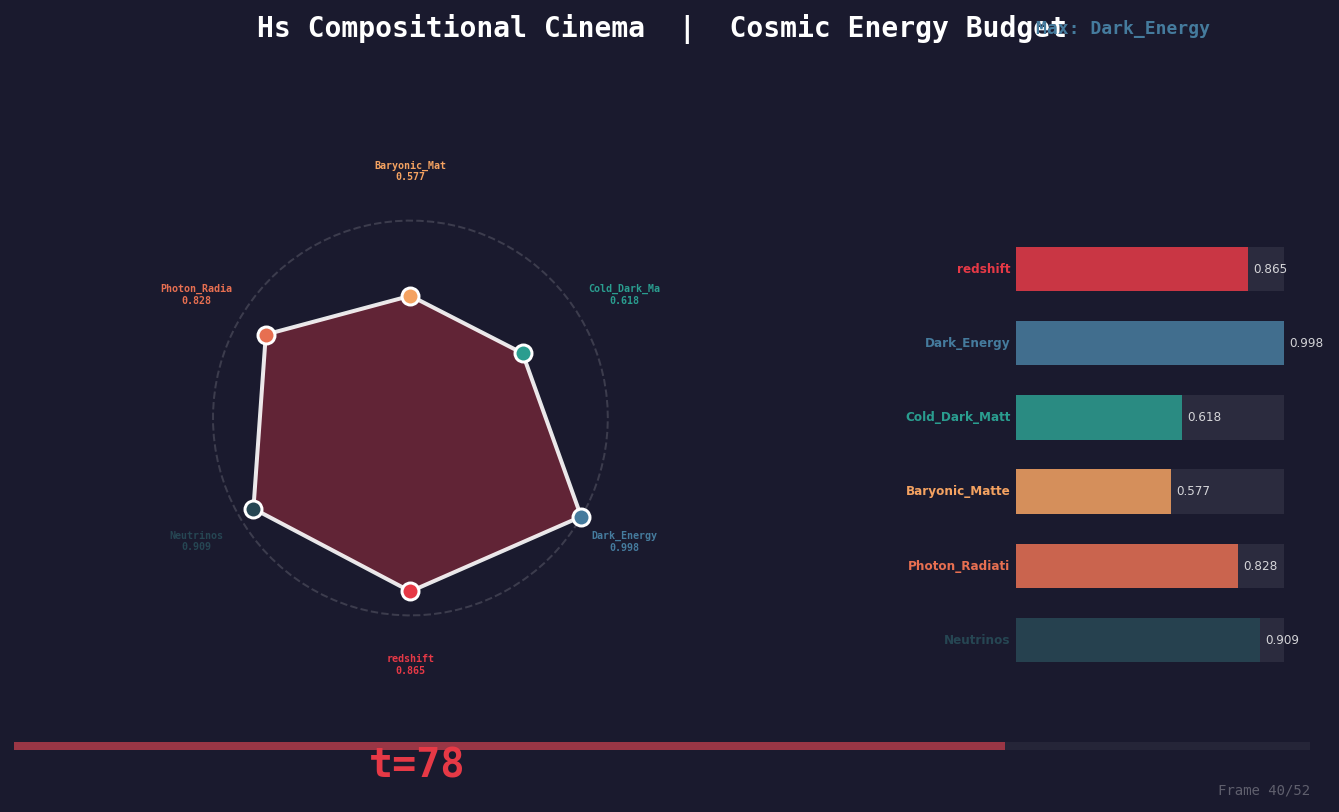 Hs Compositional Cinema | Cosmic Energy Budget
Max: Dark_Energy
Baryonic_Mat
0.577
Photon_Radia
0.828
Cold_Dark_Ma
0.618
Neutrinos
0.909
Dark_Energy
0.998
redshift
0.865
redshift 0.865
Dark_Energy 0.998
Cold_Dark_Matt 0.618
Baryonic_Matte 0.577
Photon_Radiati 0.828
Neutrinos 0.909
t=78
Frame 40/52